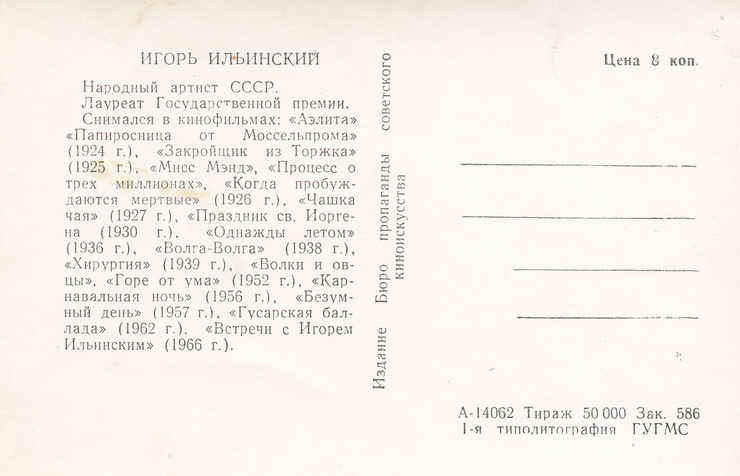 ИГОРЬ ИЛЬИНСКИЙ
Народный артист СССР.
Лауреат Государственной премии.
Снимался в кинофильмах: «Аэлита»
«Папиросница от Моссельпрома»
(1924 г.), «Закройщик из Торжка»
(1925 г.), «Мисс Мэнд», «Процесс о
трех миллионах», «Когда пробуж-
даются мертвые» (1926 г.), «Чашка
чая» (1927 г.), «Праздник св. Иорге-
на (1930 г.). «Однажды летом»
(1936 г.), «Волга-Волга» (1938 г.),
«Хирургия» (1939 г.), «Волки и ов-
цы», «Горе от ума» (1952 г.), «Кар-
навальная ночь» (1956 г.), «Безум-
ный день» (1957 г.), «Гусарская бал-
лада» (1962 г.). «Встречи с Игорем
Ильинским» (1966 г.).
Издание Бюро пропаганды советского
киноискусства
Цена 8 коп.
А-14062 Тираж 50 000 Зак. 586
1-я типолитография ГУГМС